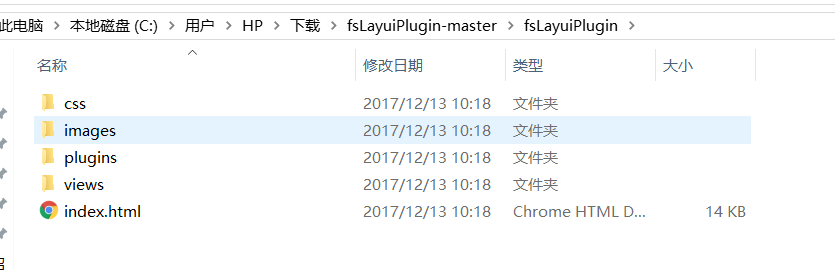 此电脑 > 本地磁盘 (C:) > 用户 > HP > 下载 > fsLayuiPlugin-master > fsLayuiPlugin >
名称 修改日期 类型 大小
css 2017/12/13 10:18 文件夹
images 2017/12/13 10:18 文件夹
plugins 2017/12/13 10:18 文件夹
views 2017/12/13 10:18 文件夹
index.html 2017/12/13 10:18 Chrome HTML D... 14 KB